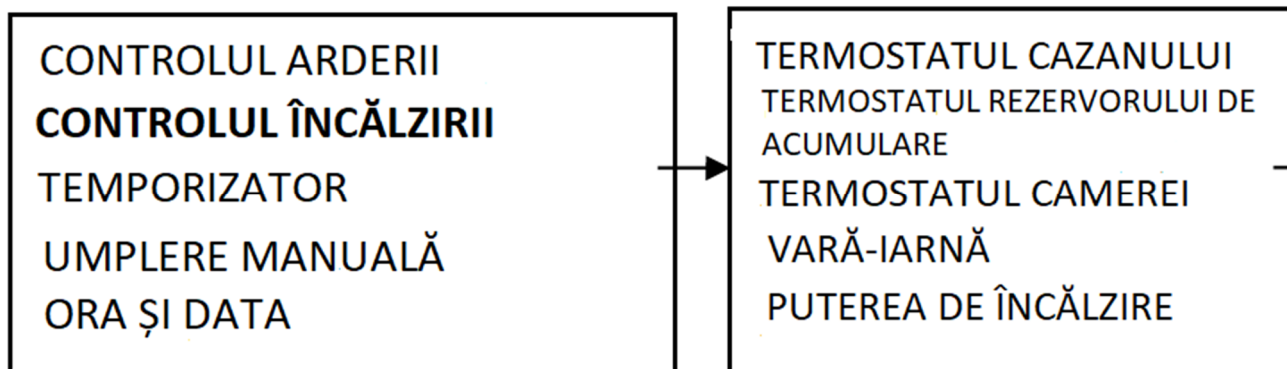 CONTROLUL ARDERII
CONTROLUL ÎNCĂLZIRII
TEMPORIZATOR
UMPLERE MANUALĂ
ORA ȘI DATA
TERMOSTATUL CAZANULUI
TERMOSTATUL REZERVORULUI DE
ACUMULARE
TERMOSTATUL CAMEREI
VARĂ-IARNĂ
PUTEREA DE ÎNCĂLZIRE